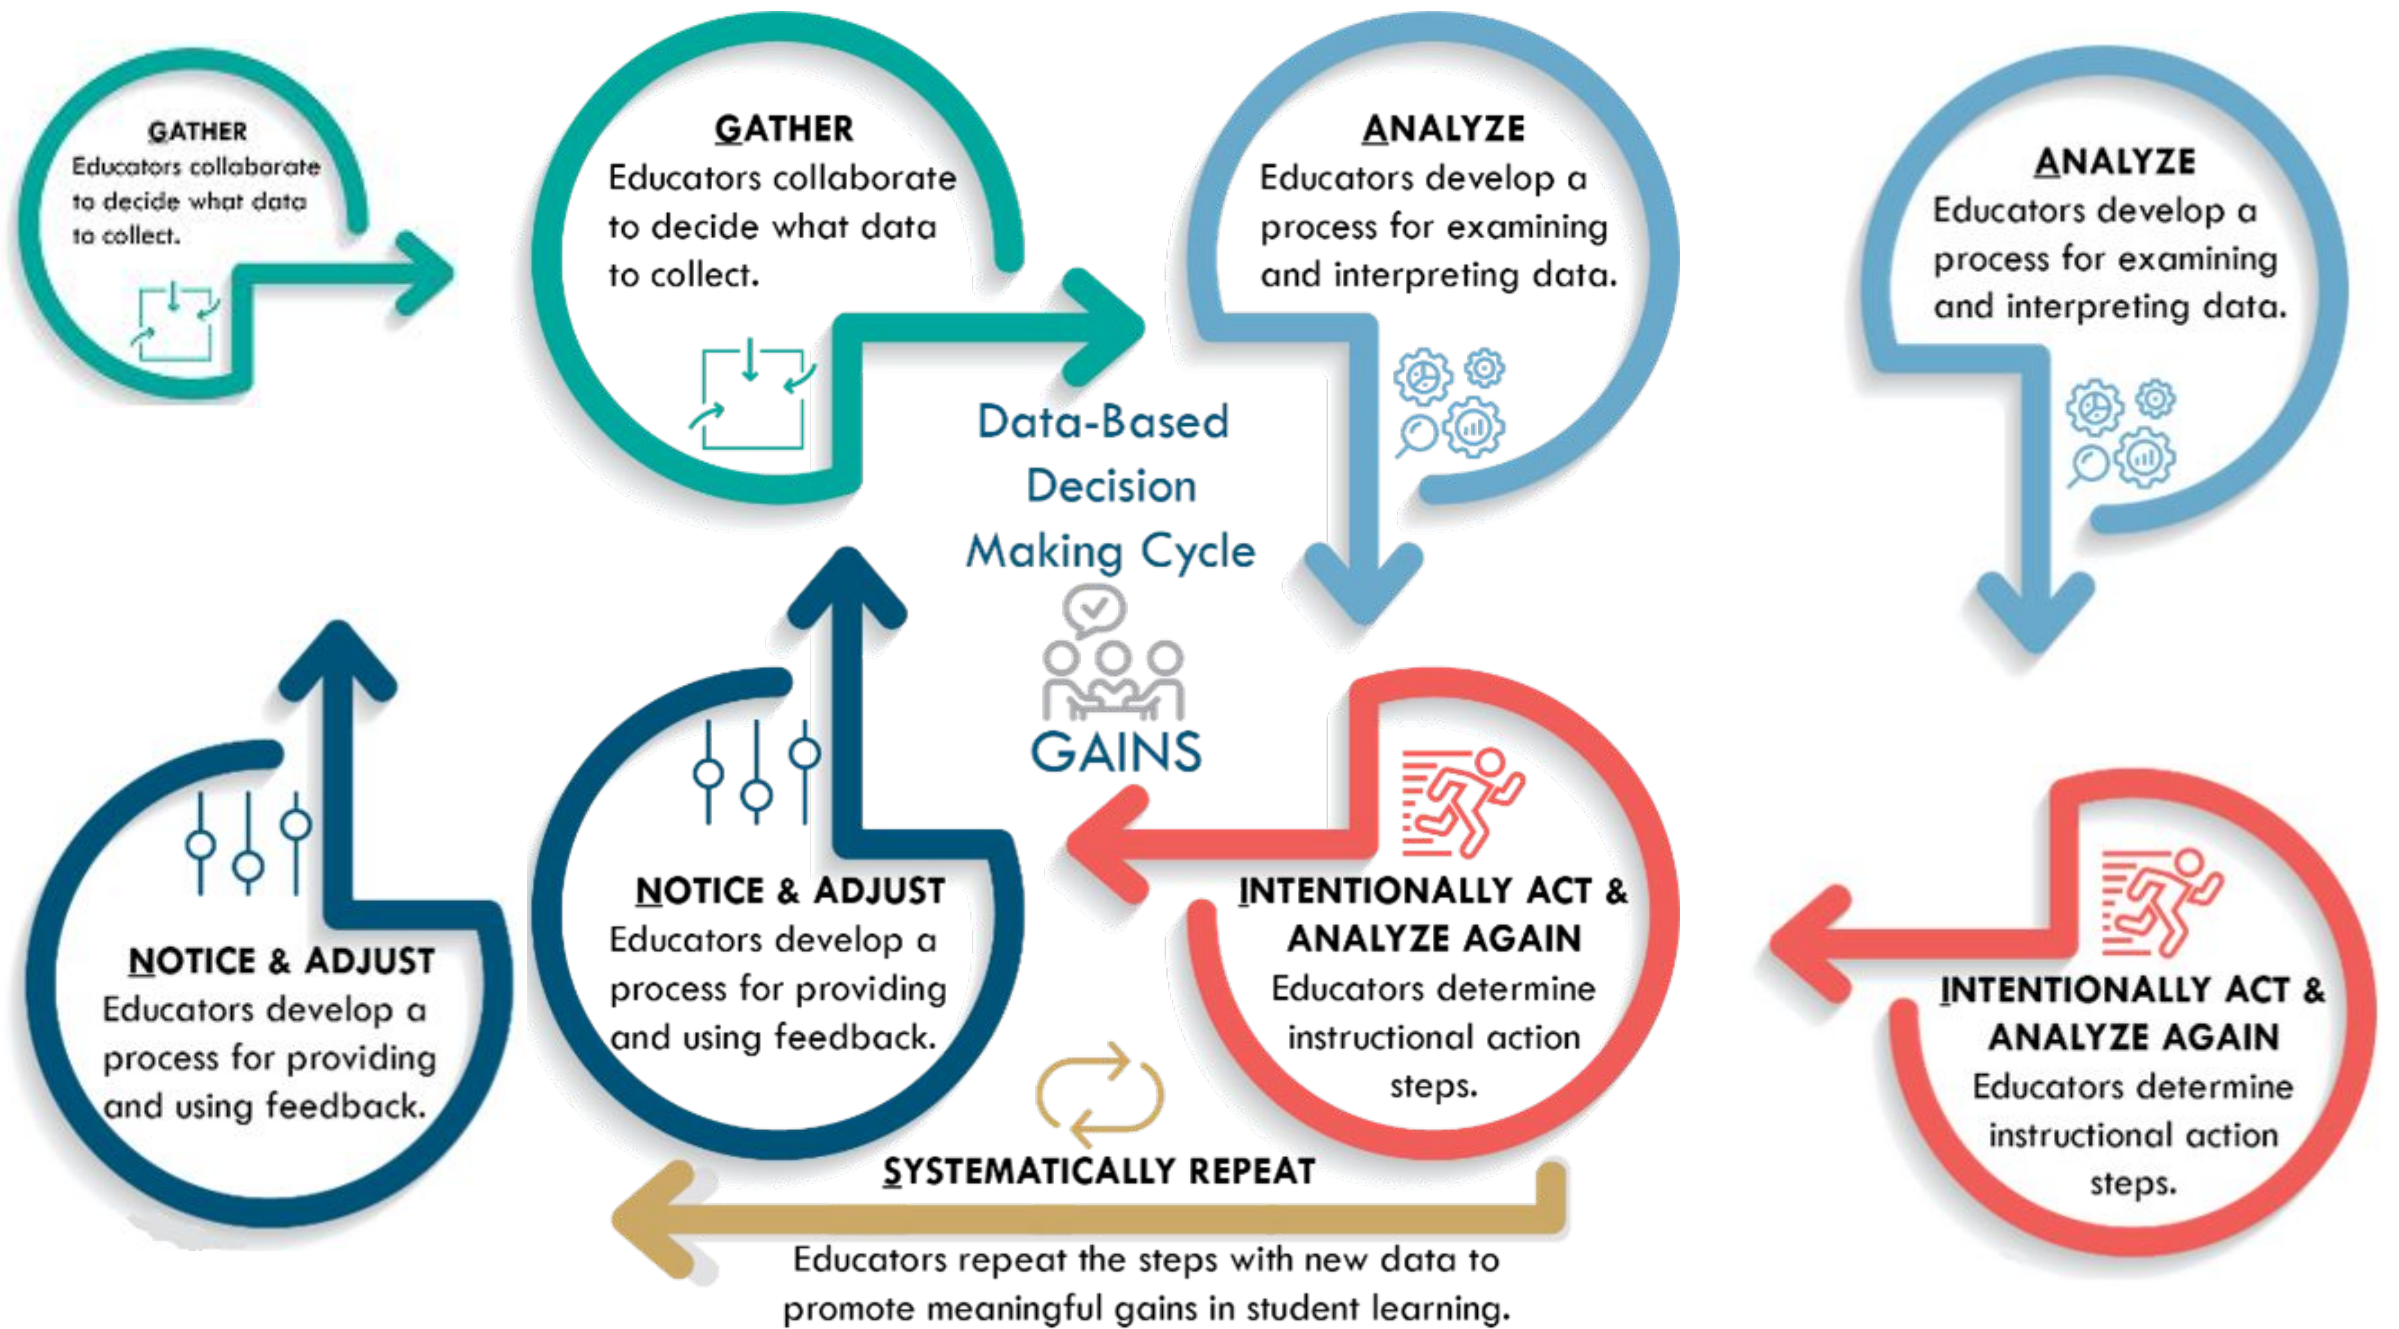 GATHER
Educators collaborate
to decide what data
to collect.
GATHER
Educators collaborate
to decide what data
to collect.
ANALYZE
Educators develop a
process for examining
and interpreting data.
ANALYZE
Educators develop a
process for examining
and interpreting data.
Data-Based
Decision
Making Cycle
GAINS
NOTICE & ADJUST
Educators develop a
process for providing
and using feedback.
NOTICE & ADJUST
Educators develop a
process for providing
and using feedback.
INTENTIONALLY ACT &
ANALYZE AGAIN
Educators determine
instructional action
steps.
INTENTIONALLY ACT &
ANALYZE AGAIN
Educators determine
instructional action
steps.
SYSTEMATICALLY REPEAT
Educators repeat the steps with new data to
promote meaningful gains in student learning.